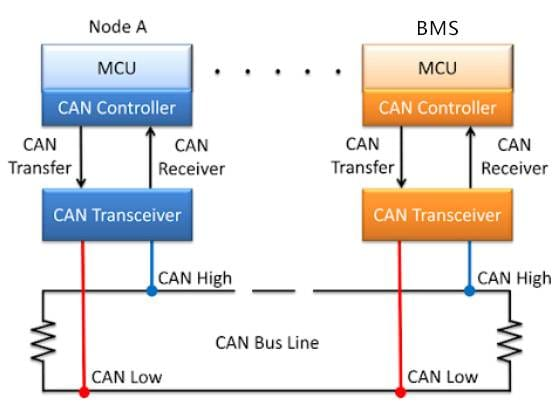 Node A
BMS
MCU
MCU
CAN Controller
CAN Controller
CAN
Transfer
CAN
Receiver
CAN
Transfer
CAN
Receiver
CAN Transceiver
CAN Transceiver
CAN High
CAN High
CAN Bus Line
CAN Low
CAN Low